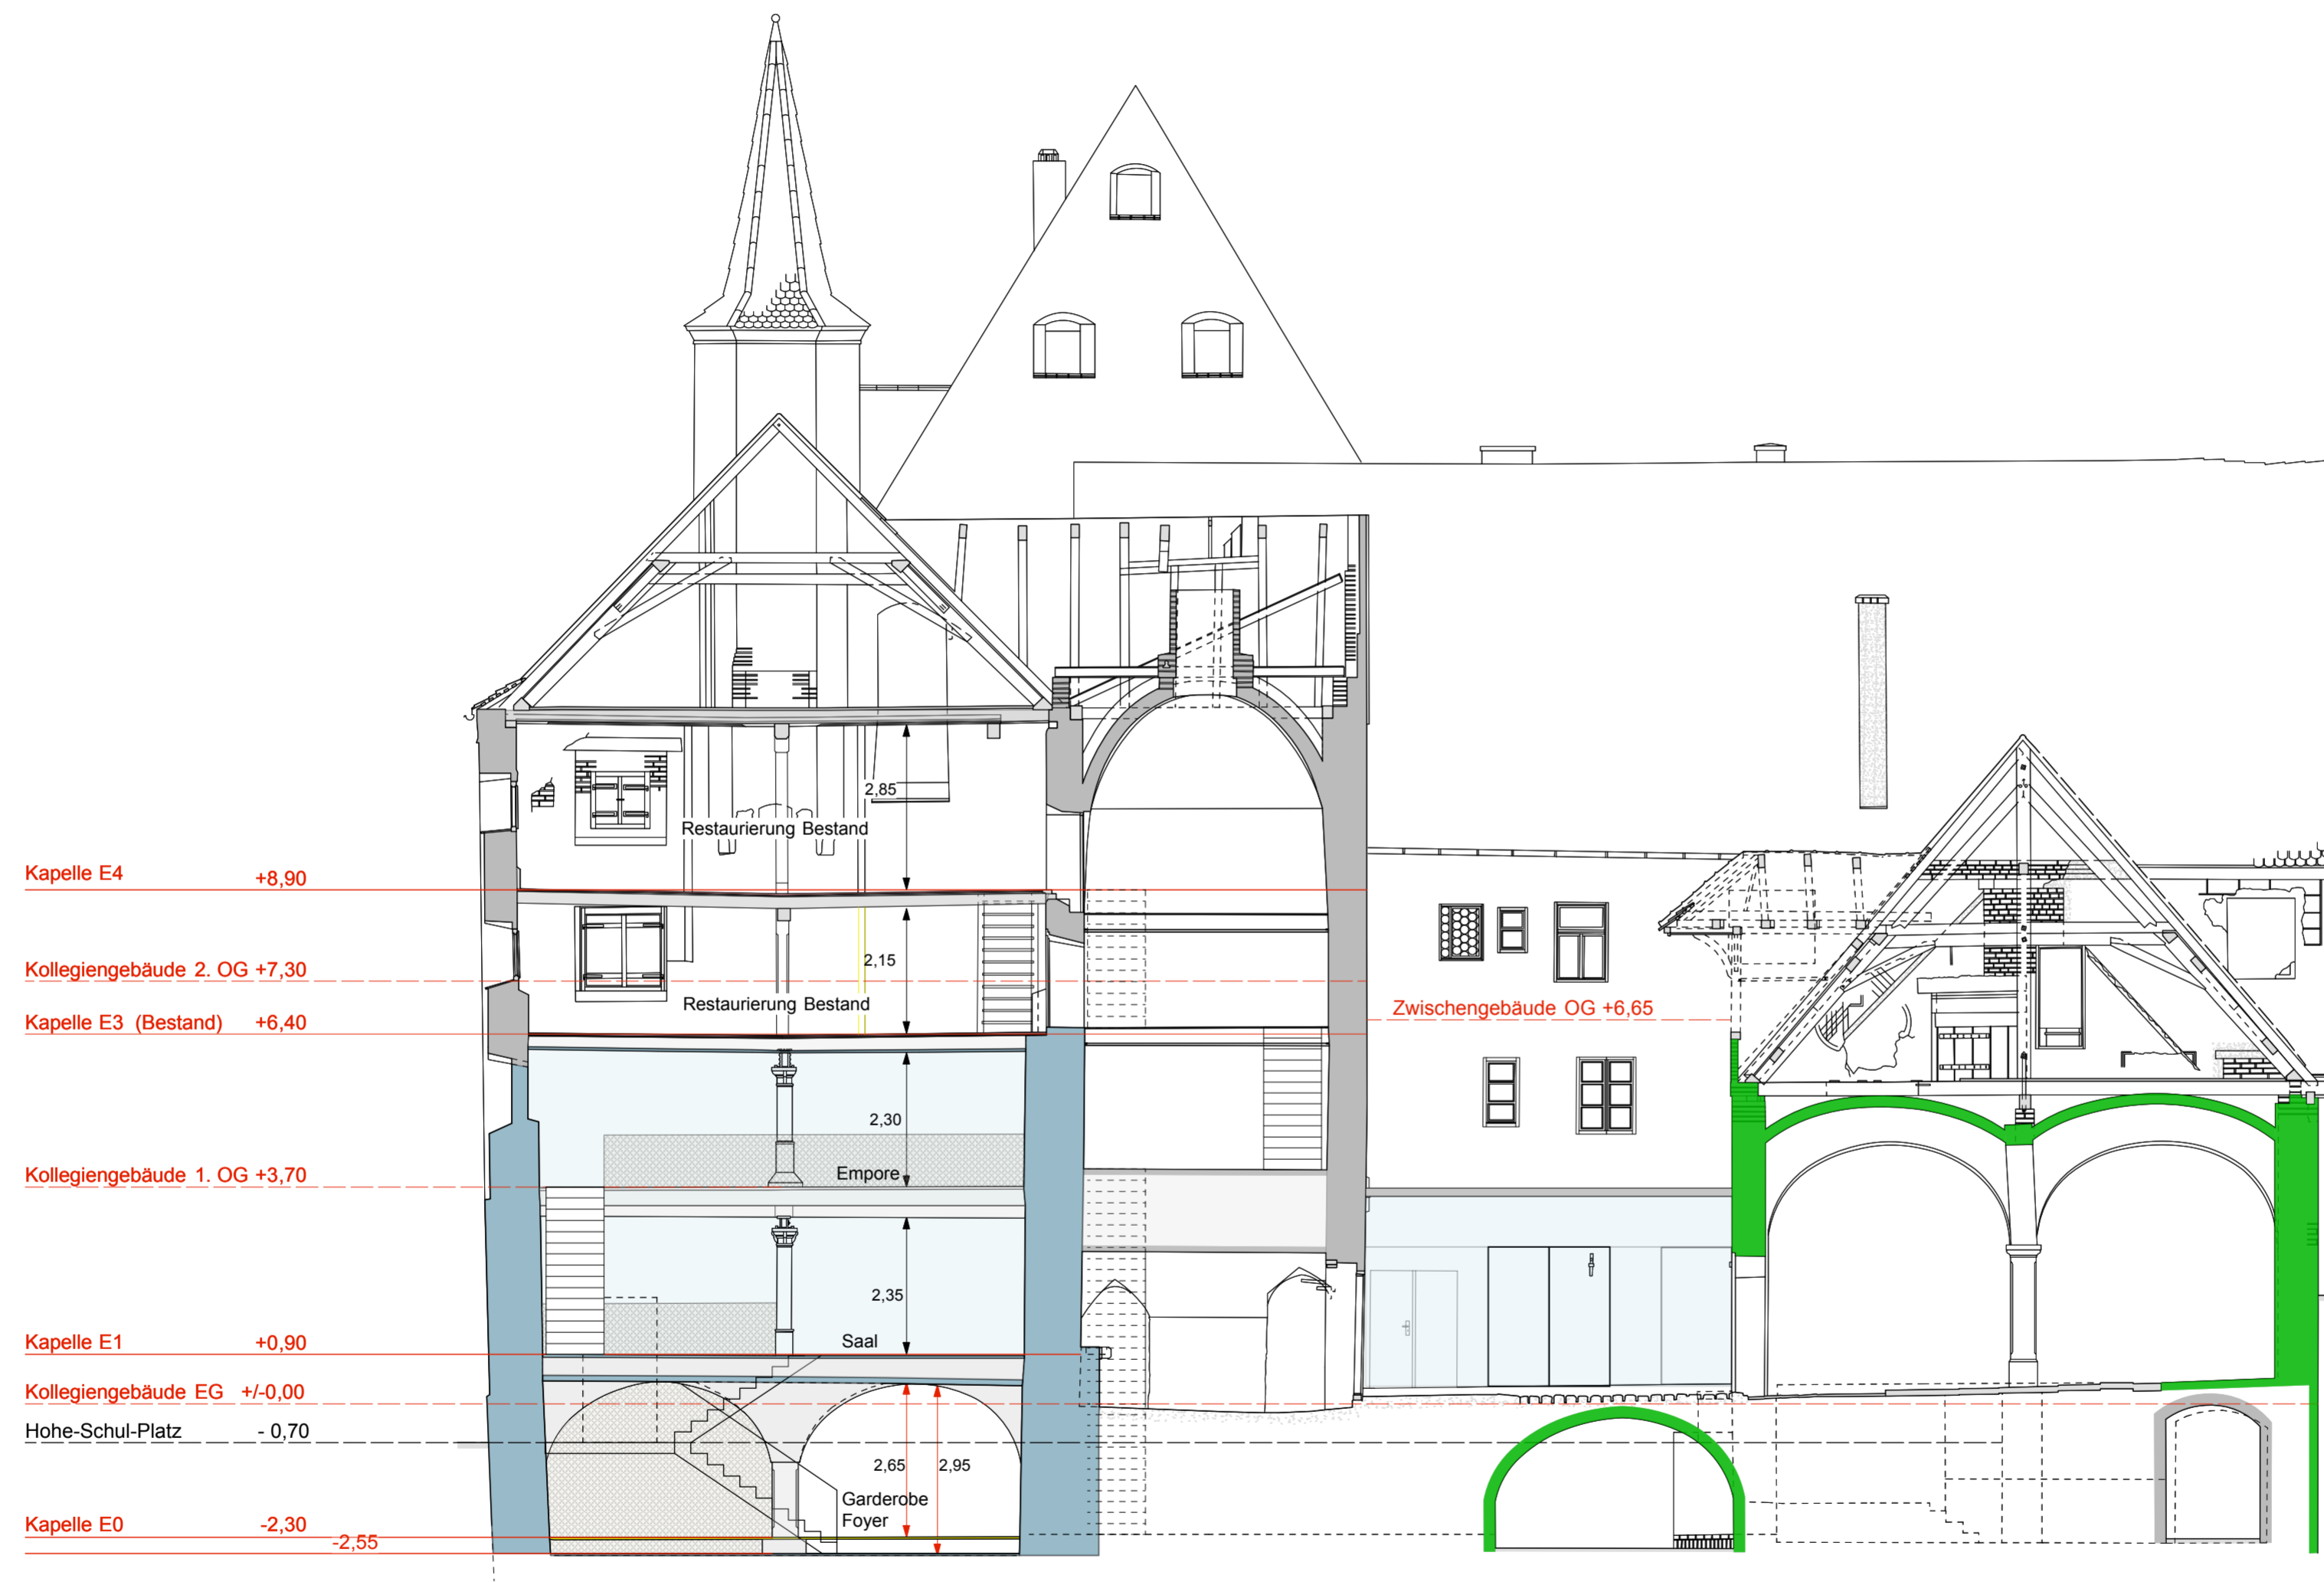 2,85
Restaurierung Bestand
Kapelle E4 +8,90
2,15
Kollegiengebäude 2. OG +7,30
Restaurierung Bestand
Zwischengebäude OG +6,65
Kapelle E3 (Bestand) +6,40
2,30
Kollegiengebäude 1. OG +3,70
Empore
2,35
Kapelle E1 +0,90
Saal
Kollegiengebäude EG +/-0,00
Hohe-Schul-Platz - 0,70
2,65 2,95
Garderobe
Foyer
Kapelle E0 -2,30
-2,55